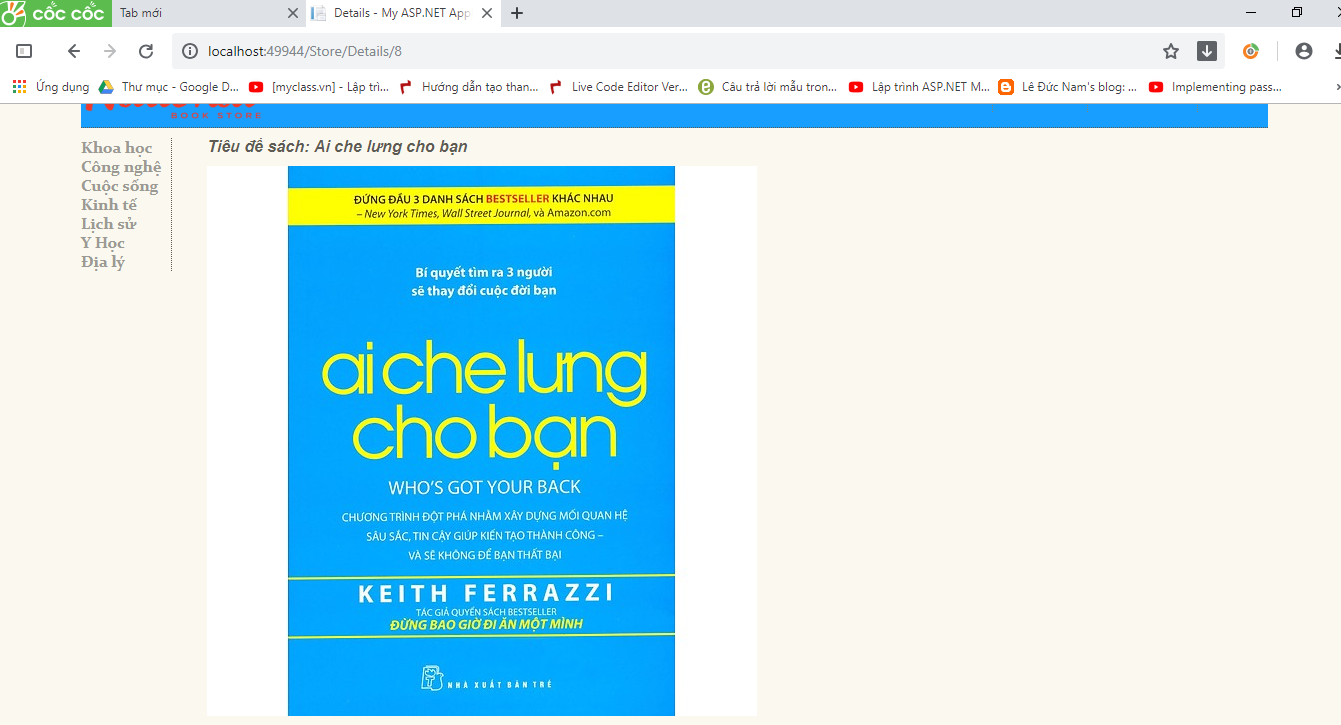 cốc cốc
Tab mới
Details - My ASP.NET App
localhost:49944/Store/Details/8
Ứng dụng
Thư mục - Google D...
[myclass.vn] - Lập trì...
Hướng dẫn tạo than...
Live Code Editor Ver...
Câu trả lời mẫu tron...
Lập trình ASP.NET M...
Lê Đức Nam's blog: ...
Implementing pass...
BOOK STORE
Khoa học
Công nghệ
Cuộc sống
Kinh tế
Lịch sử
Y Học
Địa lý
Tiêu đề sách: Ai che lưng cho bạn
ĐỨNG ĐẦU 3 DANH SÁCH BESTSELLER KHÁC NHAU
– New York Times, Wall Street Journal, và Amazon.com
Bí quyết tìm ra 3 người
sẽ thay đổi cuộc đời bạn
ai che lưng
cho bạn
WHO'S GOT YOUR BACK
CHƯƠNG TRÌNH ĐỘT PHÁ NHẰM XÂY DỰNG MỐI QUAN HỆ
SÂU SẮC, TIN CẬY GIÚP KIẾN TẠO THÀNH CÔNG –
VÀ SẼ KHÔNG ĐỂ BẠN THẤT BẠI
KEITH FERRAZZI
TÁC GIẢ QUYỂN SÁCH BESTSELLER
ĐỪNG BAO GIỜ ĐI ĂN MỘT MÌNH
NHÀ XUẤT BẢN TRẺ